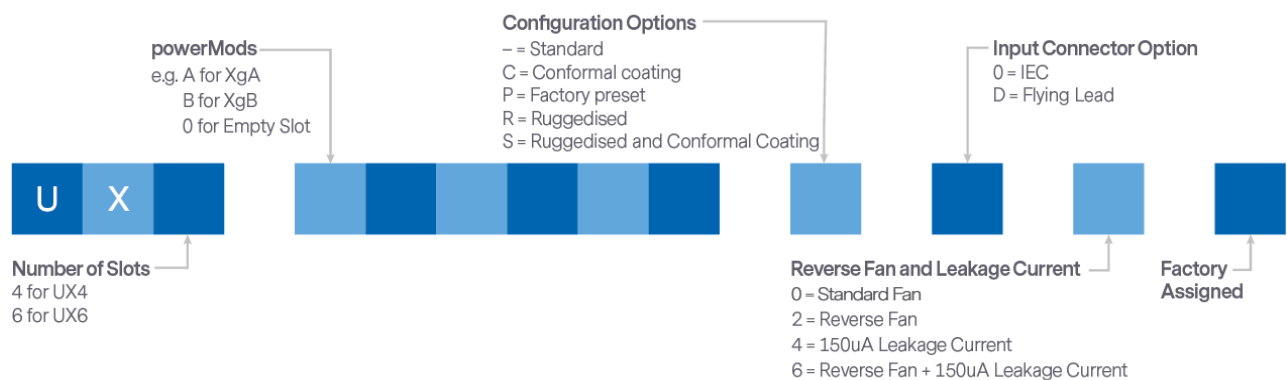 Configuration Options
– = Standard
C = Conformal coating
P = Factory preset
R = Ruggedised
S = Ruggedised and Conformal Coating
powerMods
e.g. A for XgA
B for XgB
0 for Empty Slot
Input Connector Option
0 = IEC
D = Flying Lead
U X
Number of Slots
4 for UX4
6 for UX6
Reverse Fan and Leakage Current
0 = Standard Fan
2 = Reverse Fan
4 = 150uA Leakage Current
6 = Reverse Fan + 150uA Leakage Current
Factory
Assigned